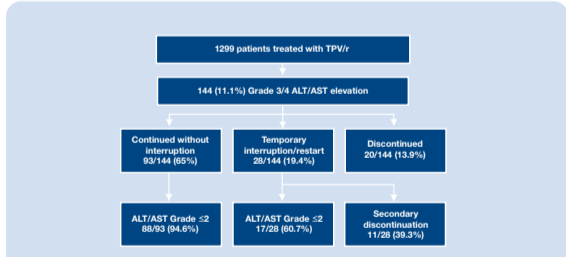 1299 patients treated with TPV/r
144 (11.1%) Grade 3/4 ALT/AST elevation
Continued without
interruption
93/144 (65%)
Temporary
interruption/restart
28/144 (19.4%)
Discontinued
20/144 (13.9%)
ALT/AST Grade ≤2
88/93 (94.6%)
ALT/AST Grade ≤2
17/28 (60.7%)
Secondary
discontinuation
11/28 (39.3%)